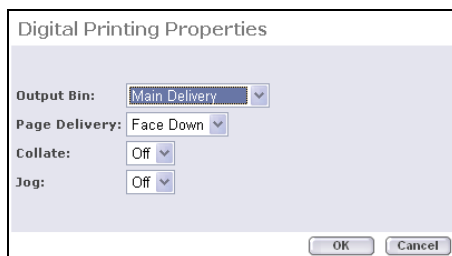 Digital Printing Properties
Output Bin: Main Delivery
Page Delivery: Face Down
Collate: Off
Jog: Off
OK Cancel